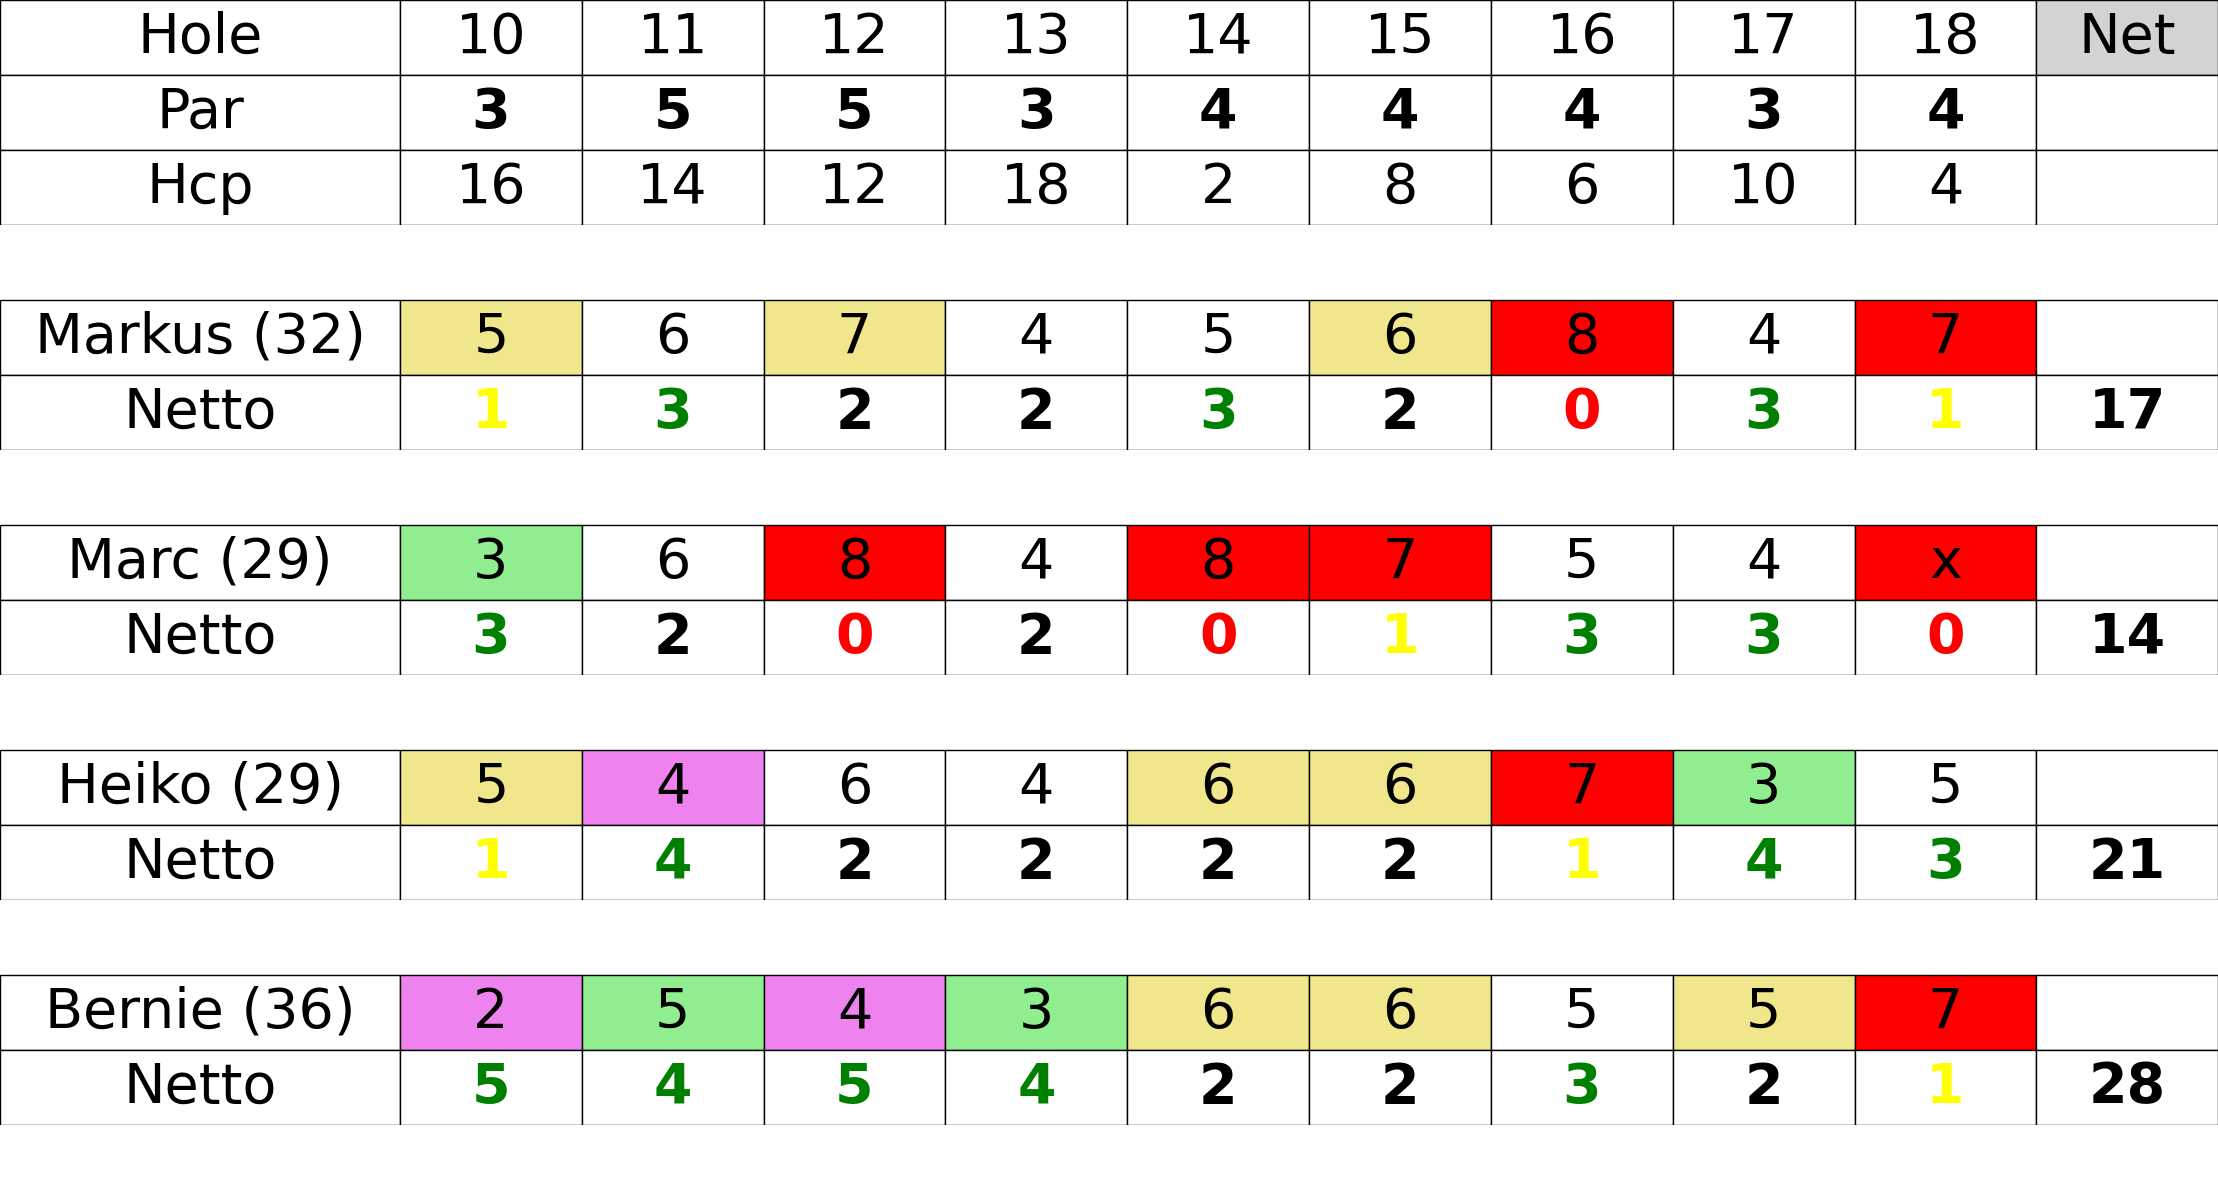 Hole 10 11 12 13 14 15 16 17 18 Net
Par 3 5 5 3 4 4 4 3 4
Hcp 16 14 12 18 2 8 6 10 4
Markus (32) 5 6 7 4 5 6 8 4 7
Netto 1 3 2 2 3 2 0 3 1 17
Marc (29) 3 6 8 4 8 7 5 4 x
Netto 3 2 0 2 0 1 3 3 0 14
Heiko (29) 5 4 6 4 6 6 7 3 5
Netto 1 4 2 2 2 2 1 4 3 21
Bernie (36) 2 5 4 3 6 6 5 5 7
Netto 5 4 5 4 2 2 3 2 1 28